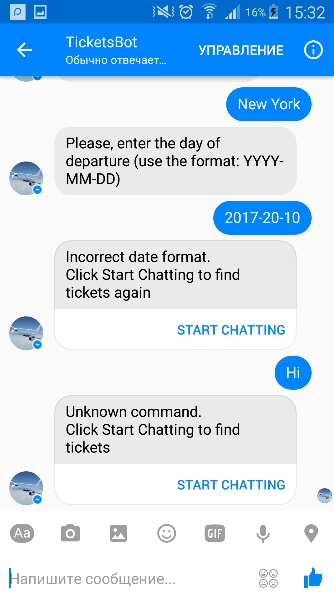 16% 15:32
TicketsBot
Обычно отвечает...
УПРАВЛЕНИЕ
New York
Please, enter the day of
departure (use the format: YYYY-
MM-DD)
2017-20-10
Incorrect date format.
Click Start Chatting to find
tickets again
START CHATTING
Hi
Unknown command.
Click Start Chatting to find
tickets
START CHATTING
Aa
GIF
Напишите сообщение...